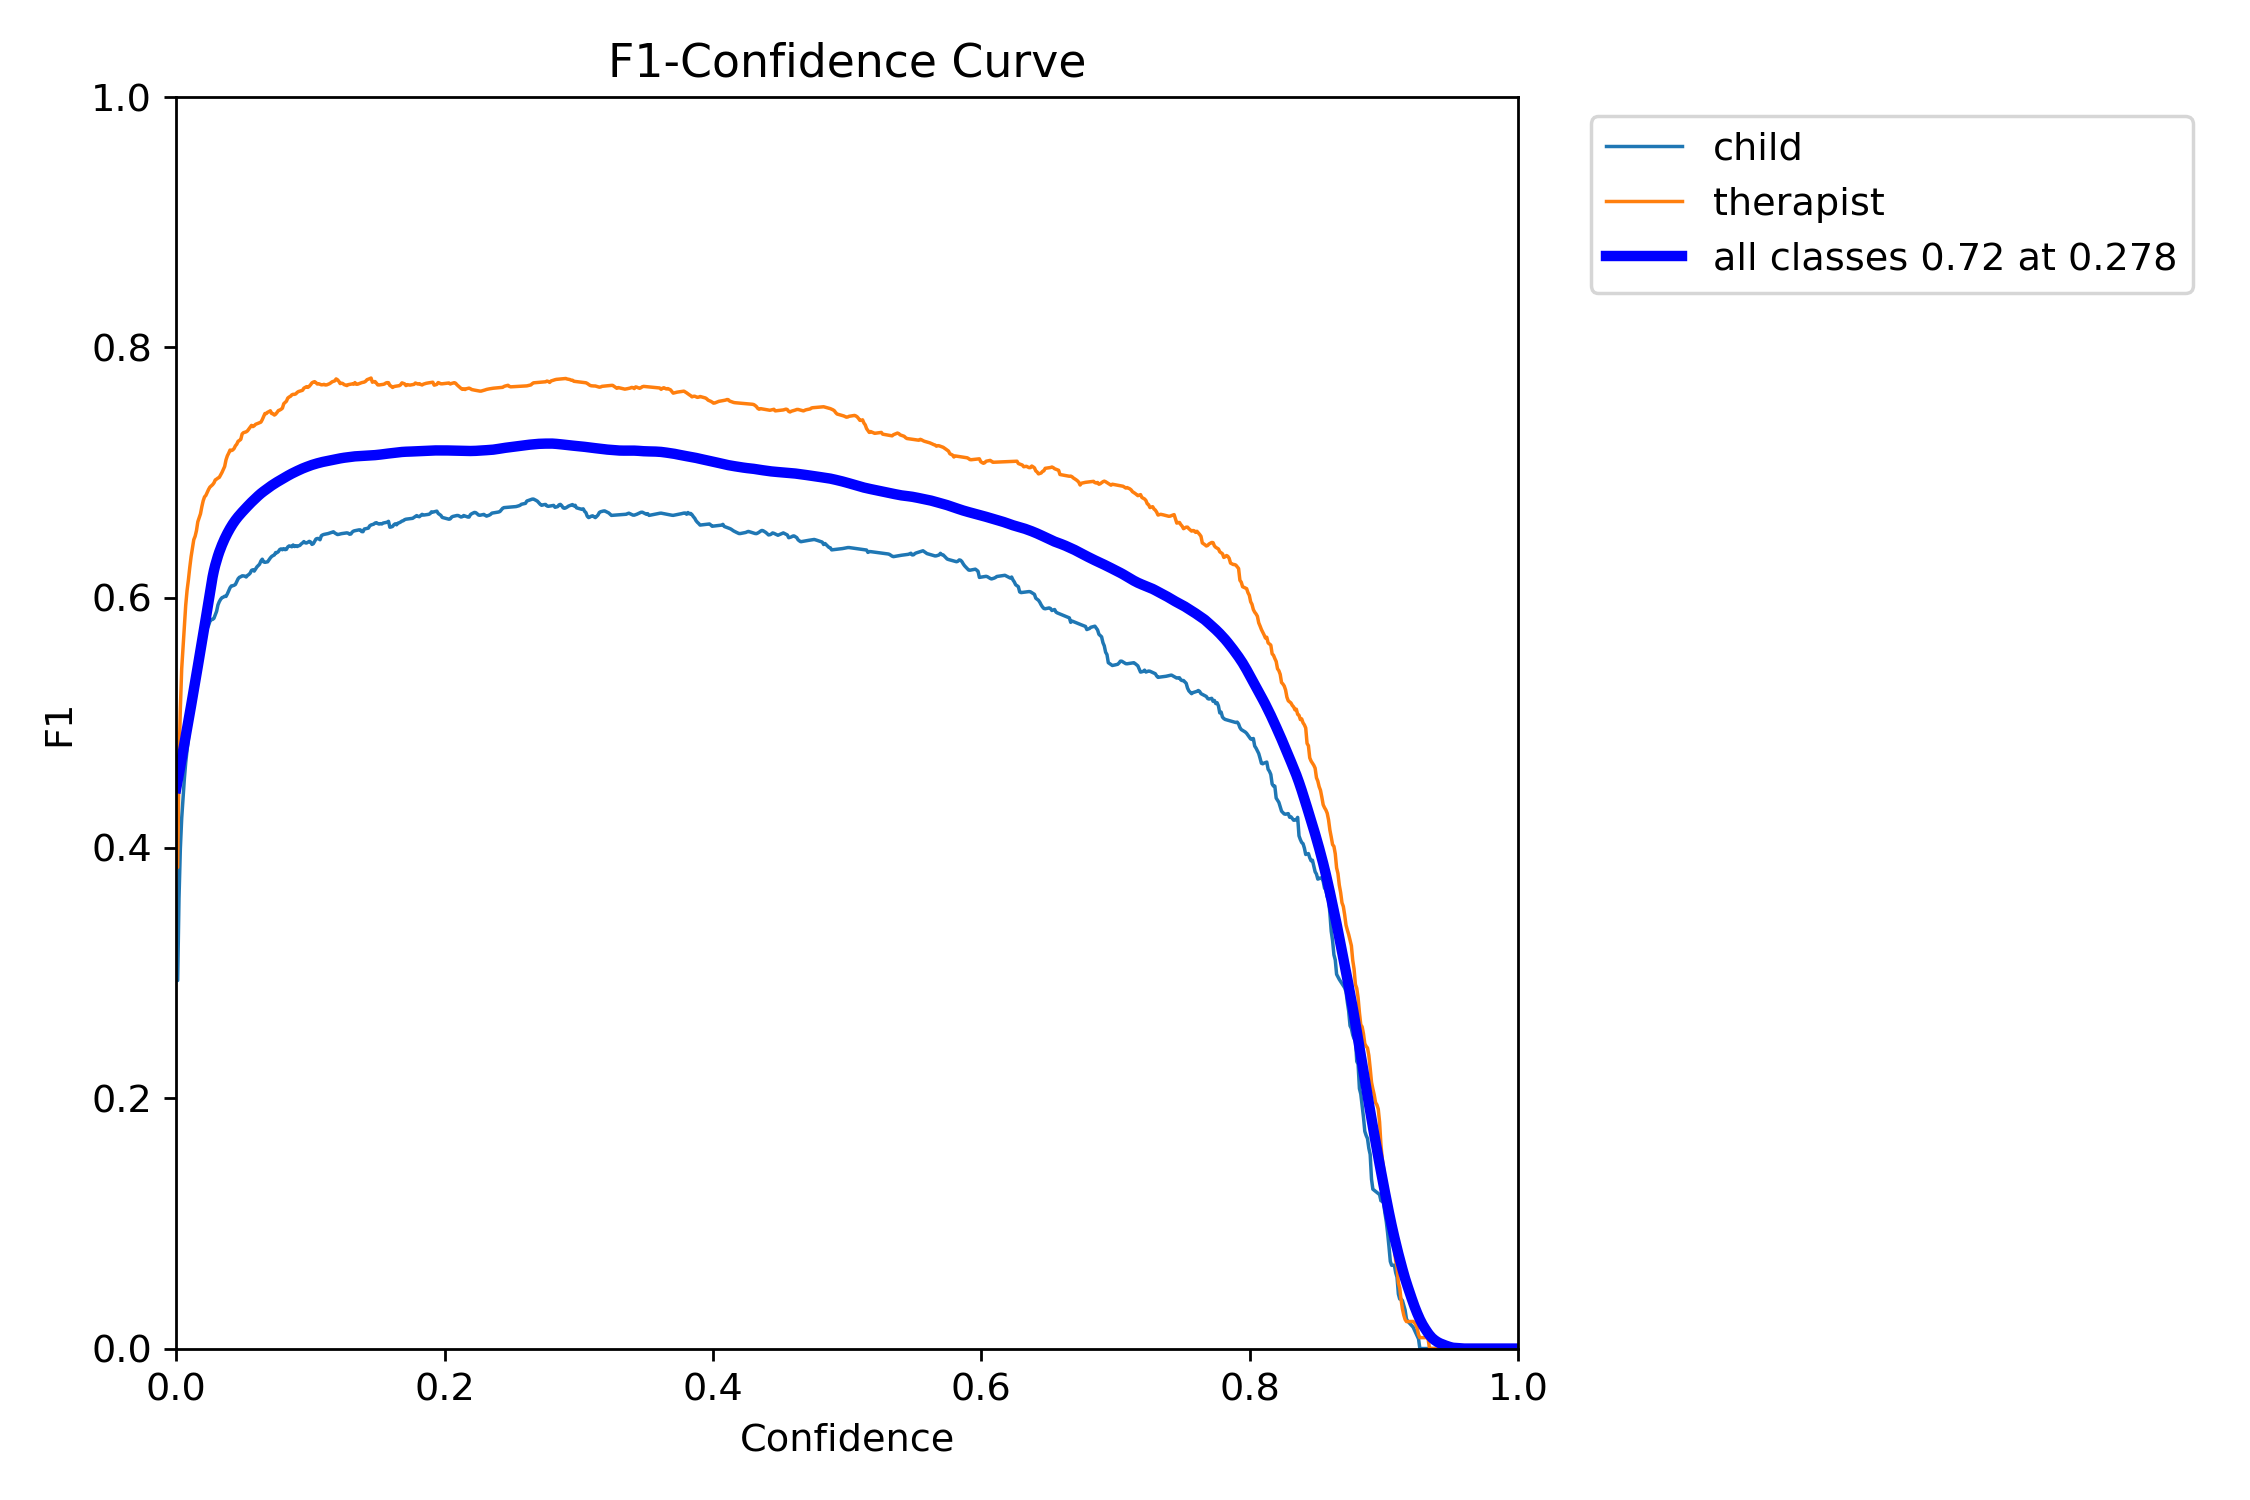 F1-Confidence Curve
1.0
0.8
0.6
0.4
0.2
0.0
F1
0.0 0.2 0.4 0.6 0.8 1.0
Confidence
child
therapist
all classes 0.72 at 0.278